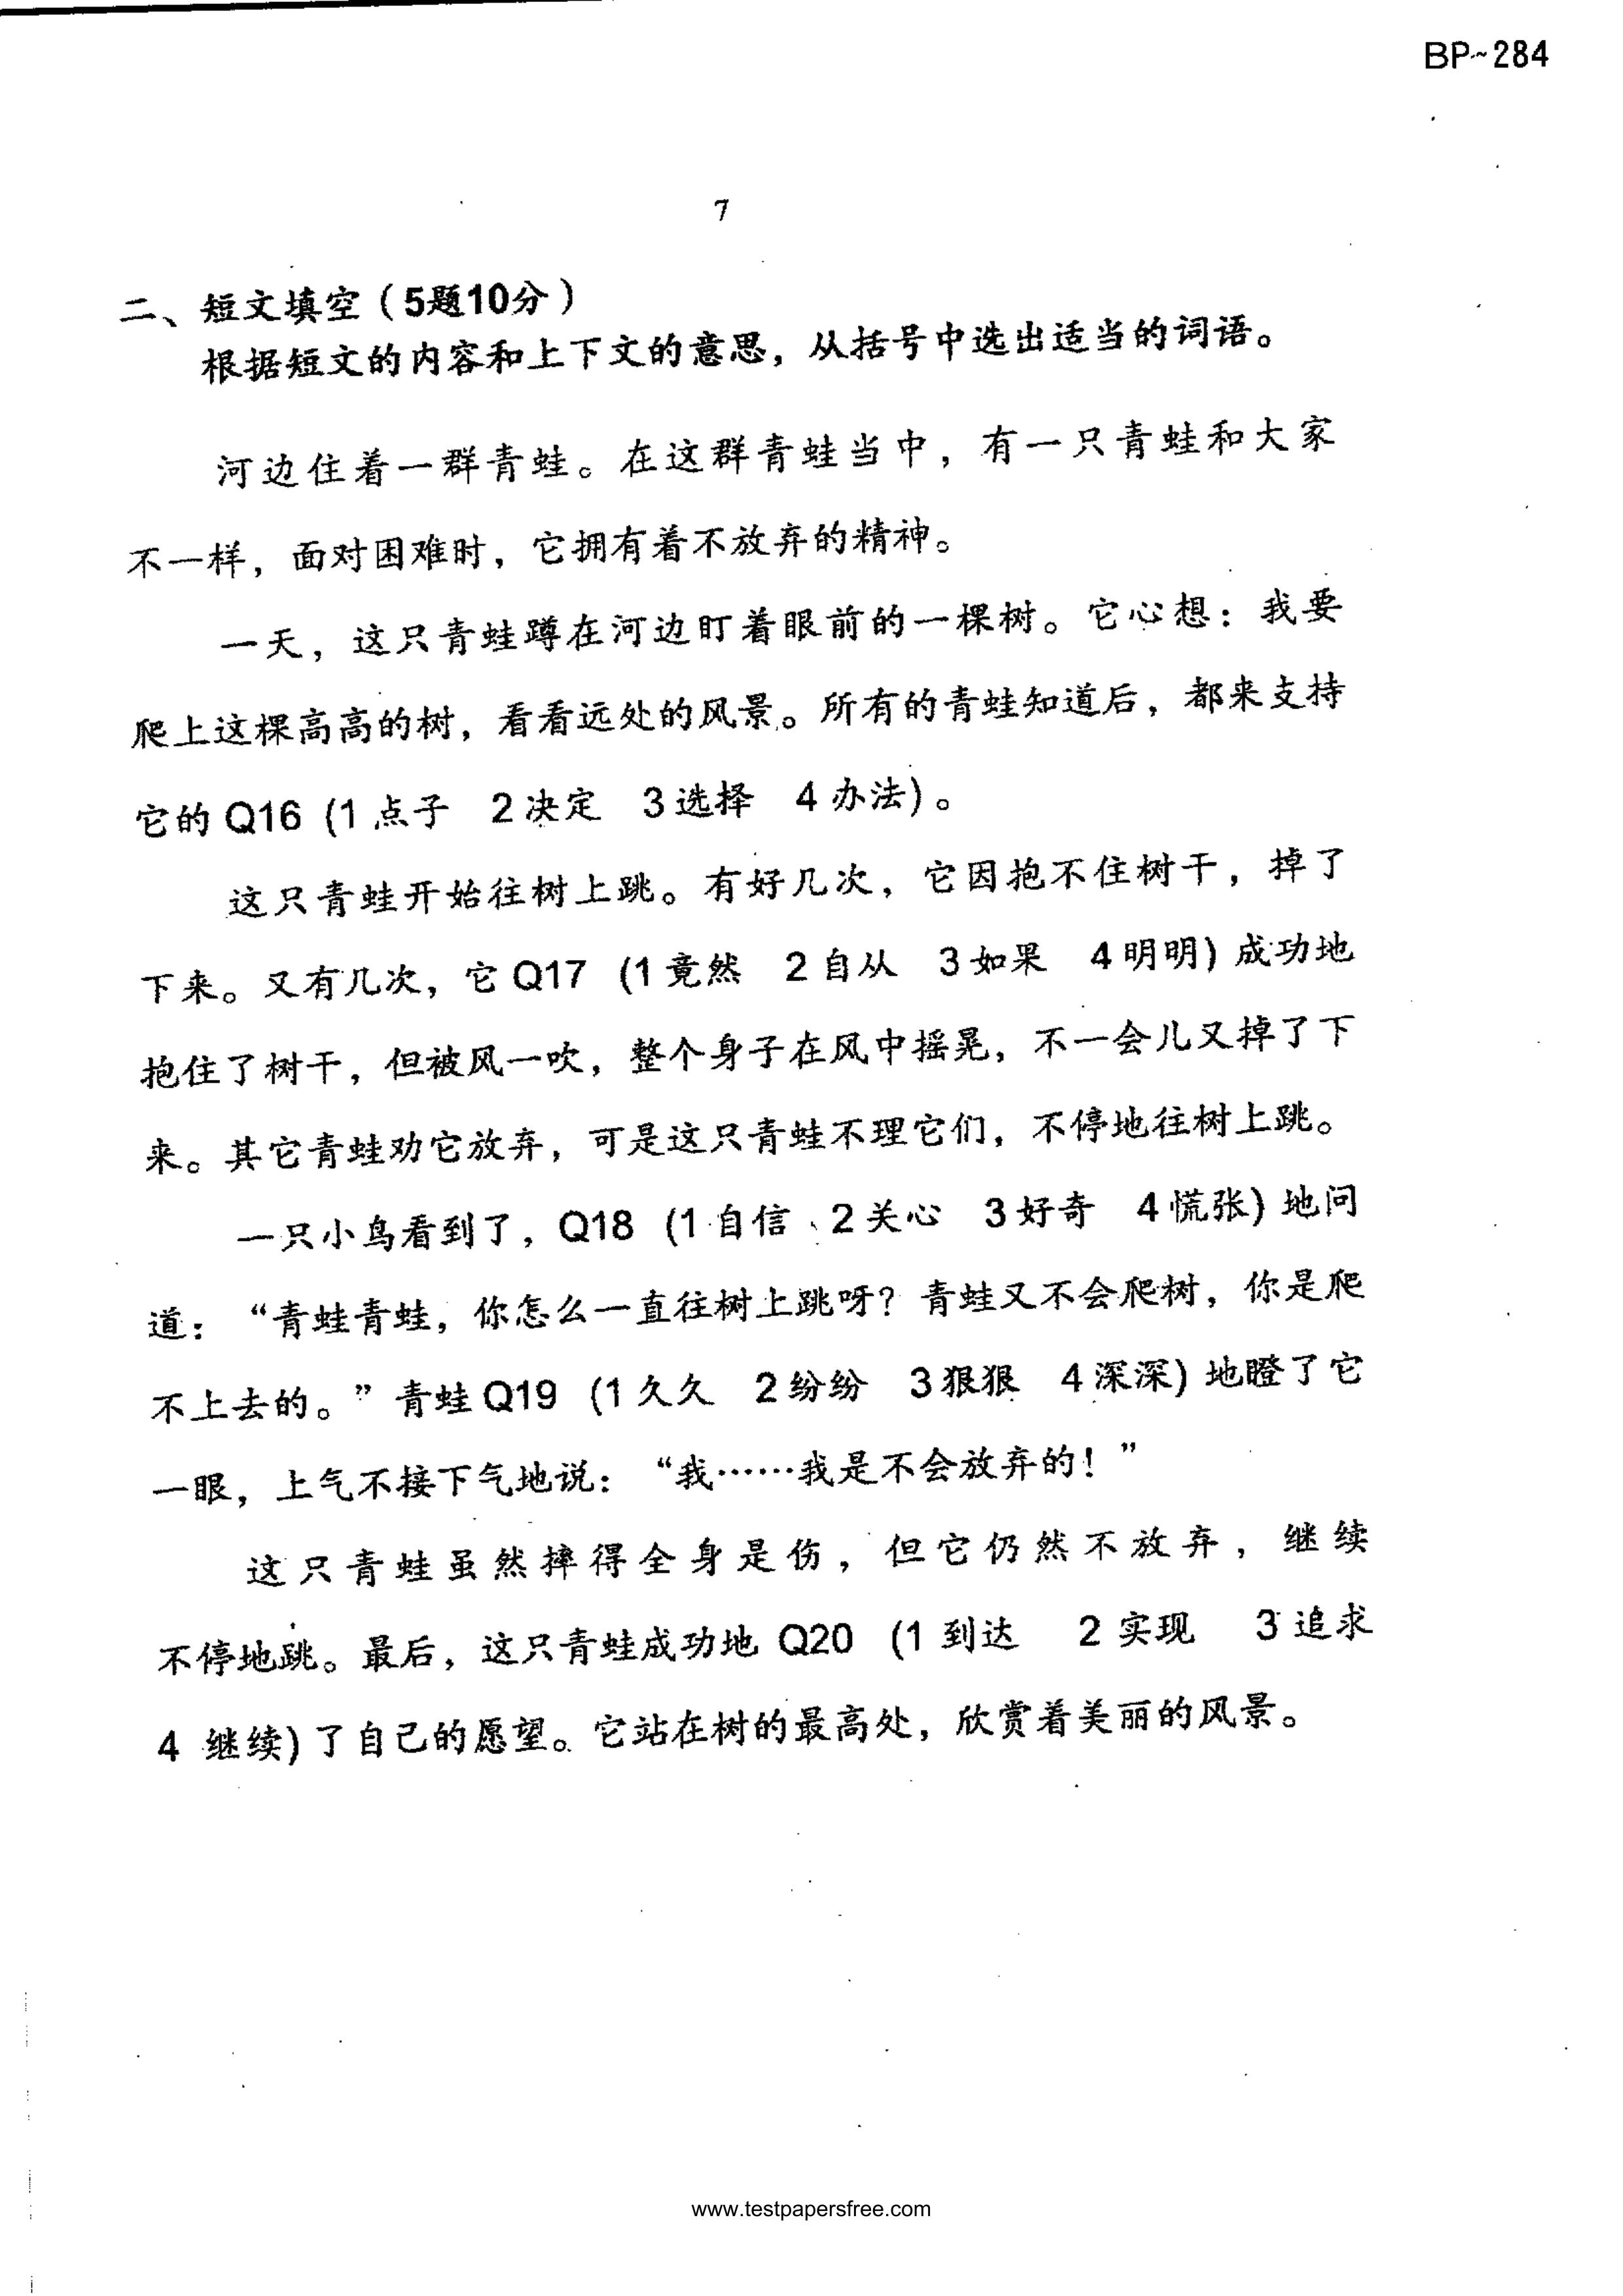 BP~284
7
二、短文填空（5题10分）
根据短文的内容和上下文的意思，从括号中选出适当的词语。
河边住着一群青蛙。在这群青蛙当中，有一只青蛙和大家
不一样，面对困难时，它拥有着不放弃的精神。
一天，这只青蛙蹲在河边盯着眼前的一棵树。它心想：我要
爬上这棵高高的树，看看远处的风景。所有的青蛙知道后，都来支持
它的 Q16 (1 点子 2 决定 3 选择 4 办法)。
这只青蛙开始往树上跳。有好几次，它因抱不住树干，掉了
下来。又有几次，它 Q17 (1 竟然 2 自从 3 如果 4 明明) 成功地
抱住了树干，但被风一吹，整个身子在风中摇晃，不一会儿又掉了下
来。其它青蛙劝它放弃，可是这只青蛙不理它们，不停地往树上跳。
一只小鸟看到了，Q18 (1 自信 2 关心 3 好奇 4 慌张) 地问
道：“青蛙青蛙，你怎么一直往树上跳呀？青蛙又不会爬树，你是爬
不上去的。”青蛙 Q19 (1 久久 2 纷纷 3 狠狠 4 深深) 地瞪了它
一眼，上气不接下气地说：“我……我是不会放弃的！”
这只青蛙虽然摔得全身是伤，但它仍然不放弃，继续
不停地跳。最后，这只青蛙成功地 Q20 (1 到达 2 实现 3 追求
4 继续) 了自己的愿望。它站在树的最高处，欣赏着美丽的风景。
www.testpapersfree.com